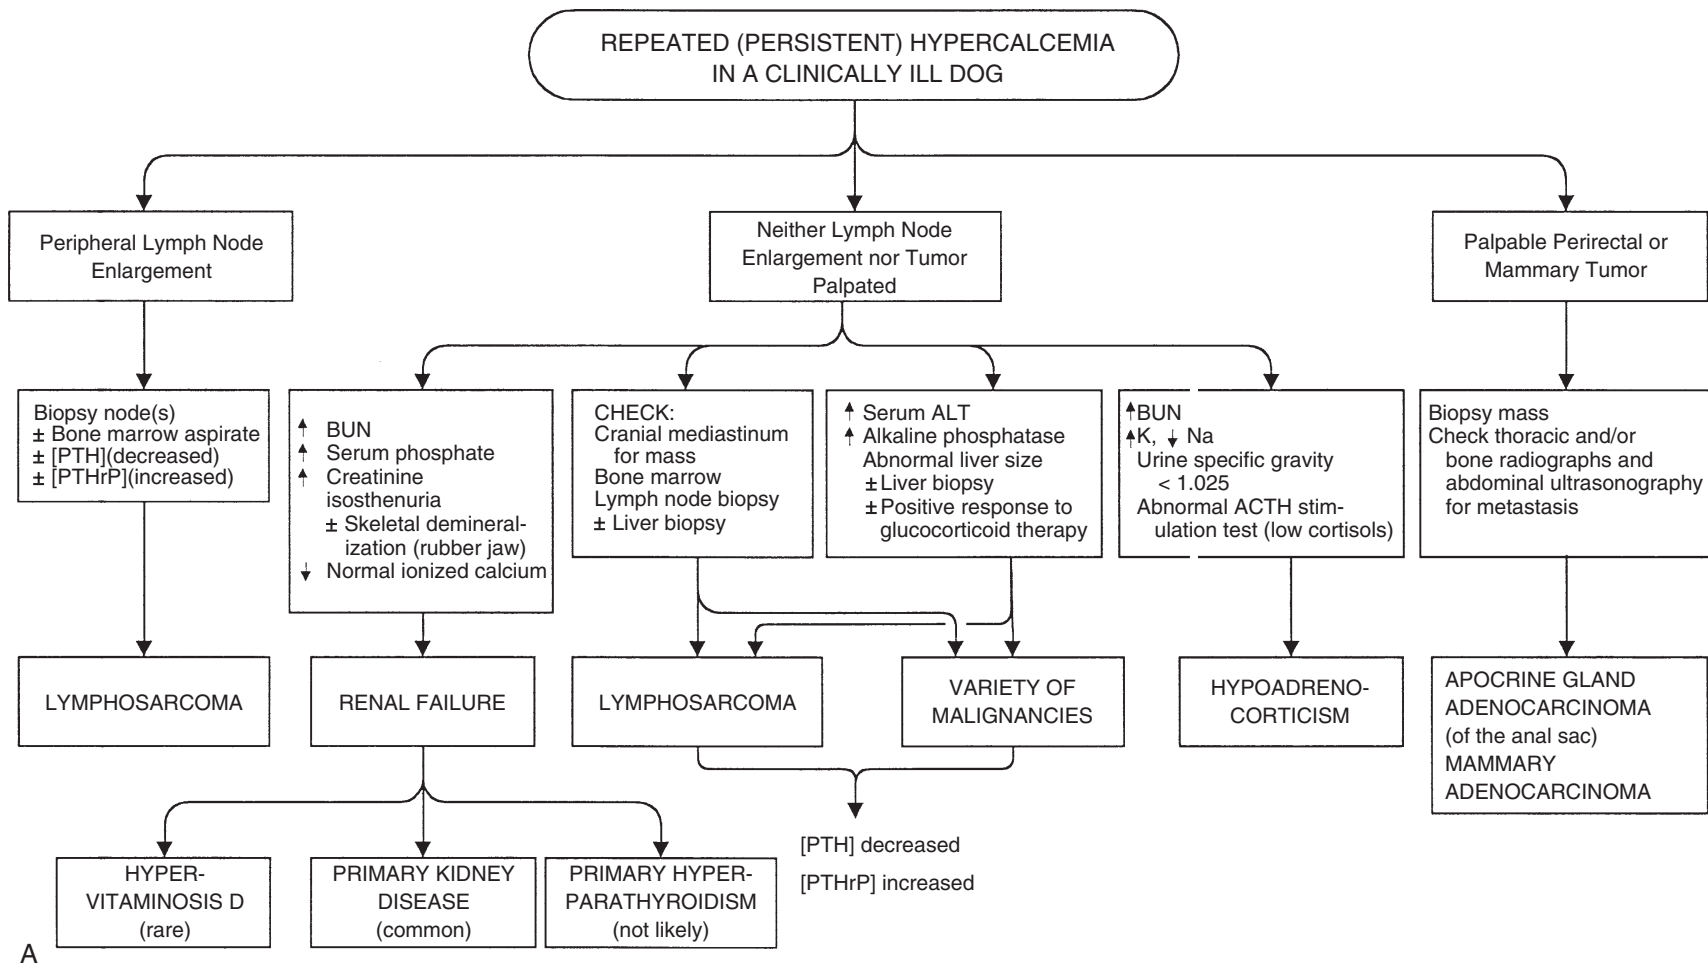 REPEATED (PERSISTENT) HYPERCALCEMIA
IN A CLINICALLY ILL DOG
Peripheral Lymph Node
Enlargement
Neither Lymph Node
Enlargement nor Tumor
Palpated
Palpable Perirectal or
Mammary Tumor
Biopsy node(s)
± Bone marrow aspirate
± [PTH](decreased)
± [PTHrP](increased)
↑ BUN
↑ Serum phosphate
↑ Creatinine
isosthenuria
± Skeletal demineral-
ization (rubber jaw)
↓ Normal ionized calcium
CHECK:
Cranial mediastinum
for mass
Bone marrow
Lymph node biopsy
± Liver biopsy
↑ Serum ALT
↑ Alkaline phosphatase
Abnormal liver size
± Liver biopsy
± Positive response to
glucocorticoid therapy
↑ BUN
↑ K, ↓ Na
Urine specific gravity
< 1.025
Abnormal ACTH stim-
ulation test (low cortisols)
Biopsy mass
Check thoracic and/or
bone radiographs and
abdominal ultrasonography
for metastasis
LYMPHOSARCOMA
RENAL FAILURE
LYMPHOSARCOMA
VARIETY OF
MALIGNANCIES
HYPOADRENO-
CORTICISM
APOCRINE GLAND
ADENOCARCINOMA
(of the anal sac)
MAMMARY
ADENOCARCINOMA
HYPER-
VITAMINOSIS D
(rare)
PRIMARY KIDNEY
DISEASE
(common)
PRIMARY HYPER-
PARATHYROIDISM
(not likely)
[PTH] decreased
[PTHrP] increased
A